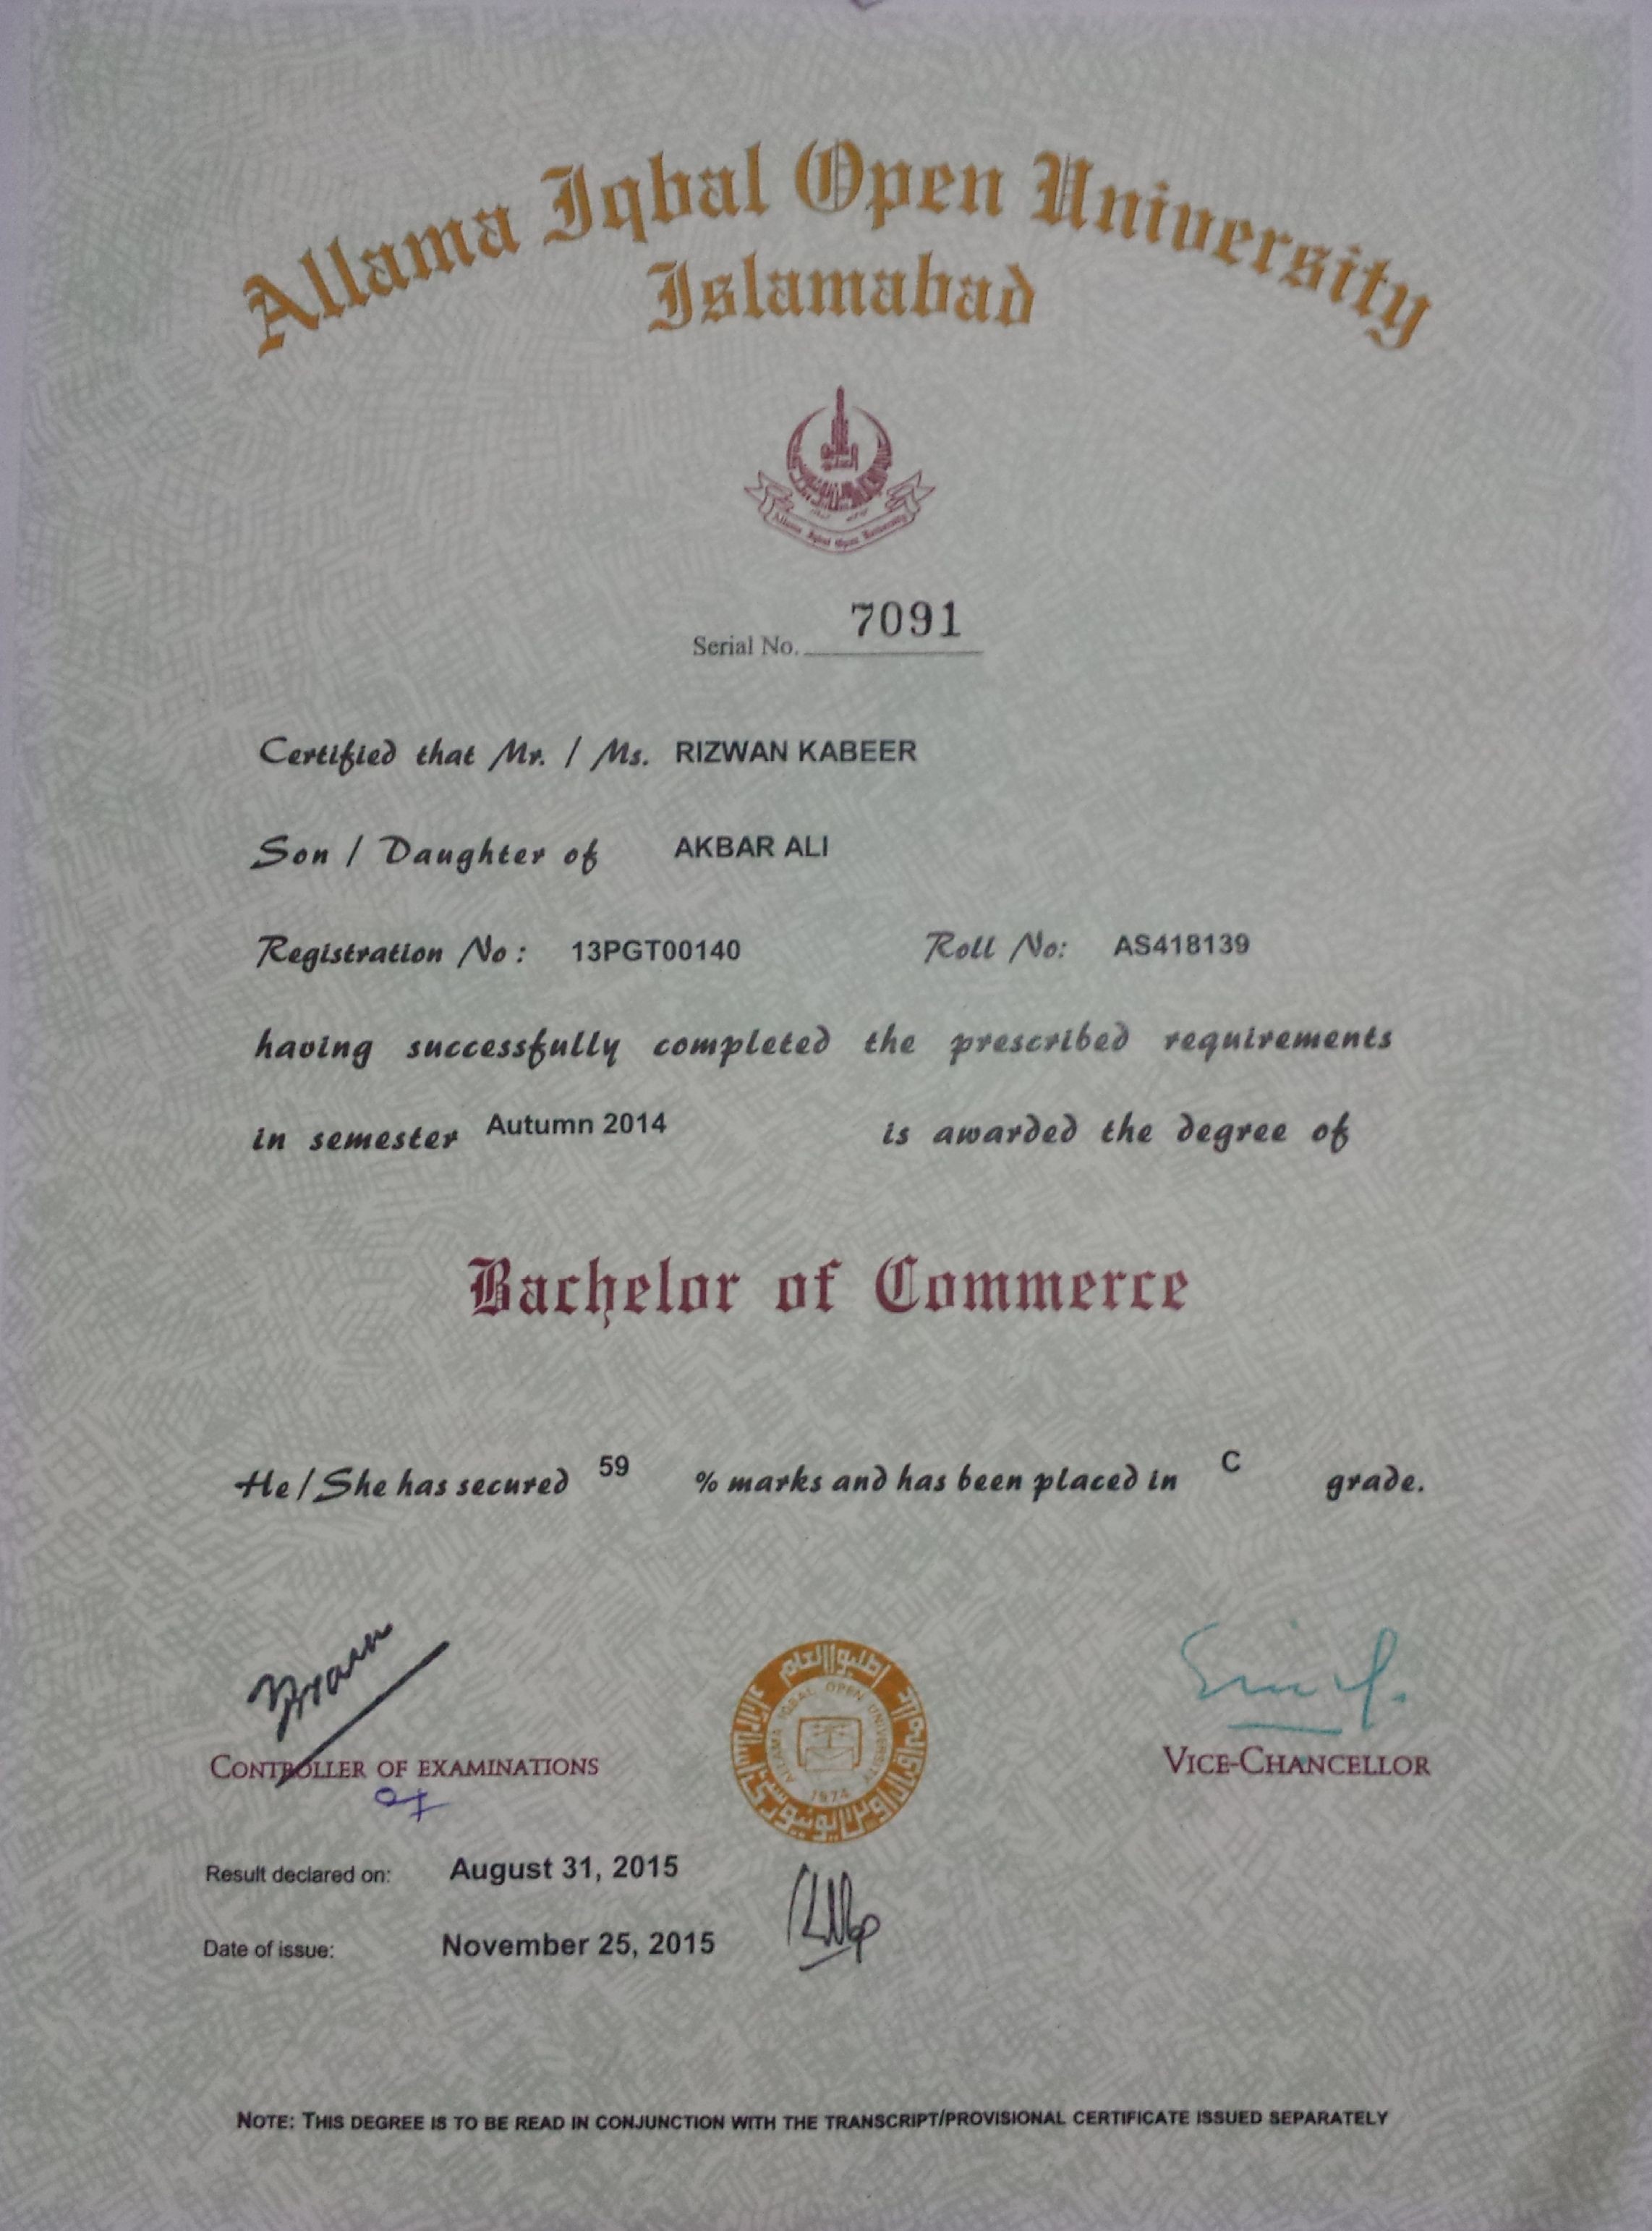 Allama Iqbal Open University
Islamabad
Allama Iqbal Open University
Serial No. 7091
Certified that Mr. / Ms. RIZWAN KABEER
Son / Daughter of AKBAR ALI
Registration No : 13PGT00140 Roll No: AS418139
having successfully completed the prescribed requirements
in semester Autumn 2014 is awarded the degree of
Bachelor of Commerce
He / She has secured 59 % marks and has been placed in C grade.
ALLAMA IQBAL OPEN UNIVERSITY
1974
CONTROLLER OF EXAMINATIONS VICE-CHANCELLOR
Result declared on: August 31, 2015
Date of issue: November 25, 2015
NOTE: THIS DEGREE IS TO BE READ IN CONJUNCTION WITH THE TRANSCRIPT/PROVISIONAL CERTIFICATE ISSUED SEPARATELY